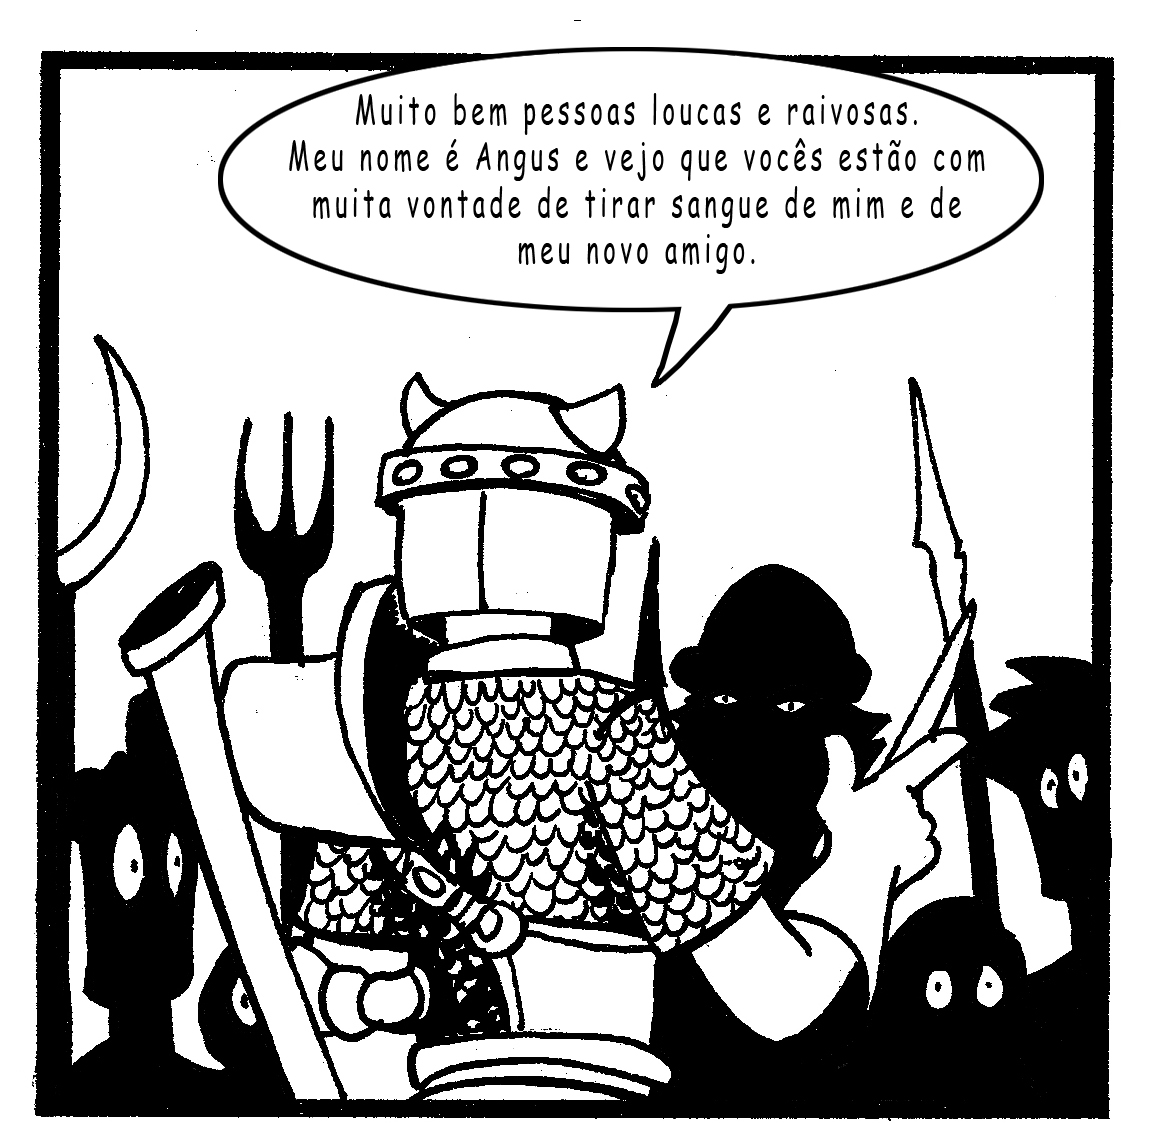 Muito bem pessoas loucas e raivosas.
Meu nome é Angus e vejo que vocês estão com
muita vontade de tirar sangue de mim e de
meu novo amigo.